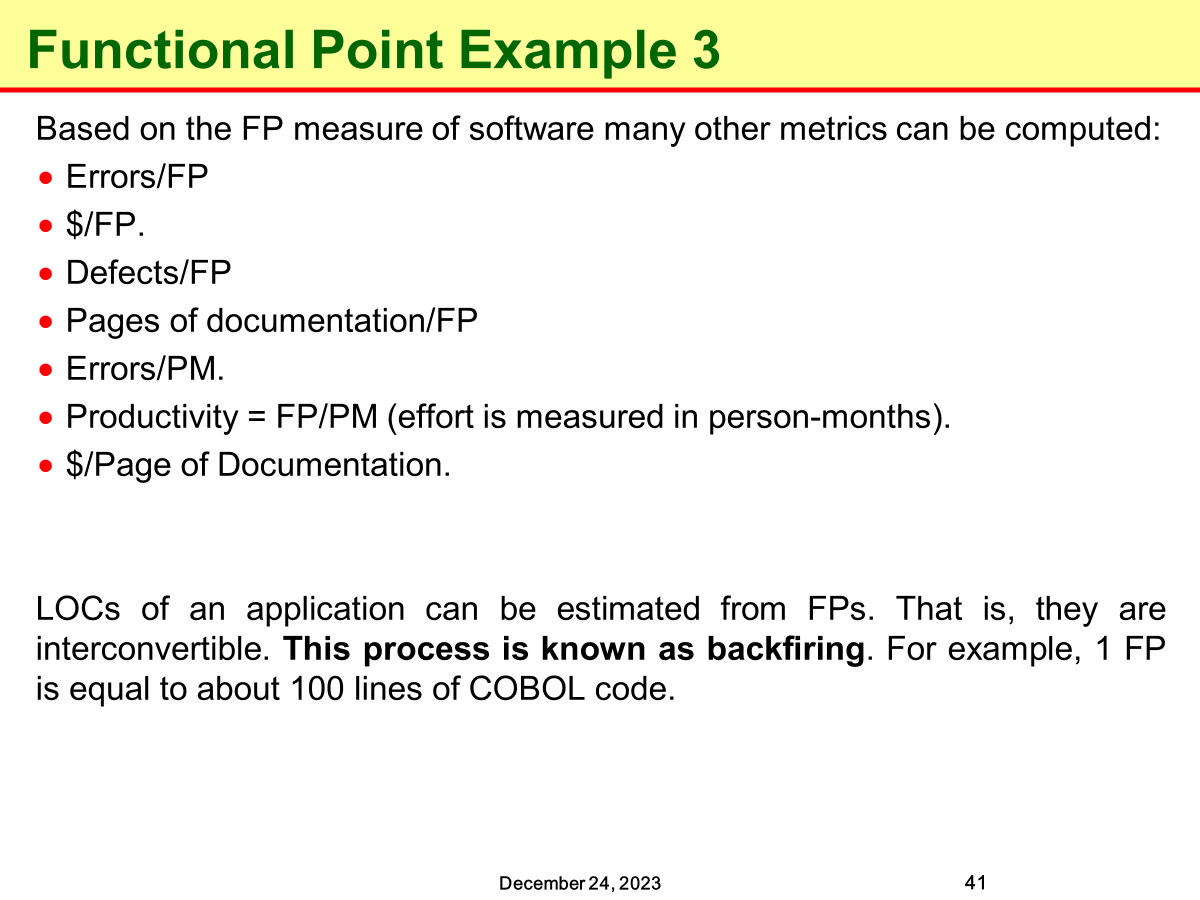 Functional Point Example 3
Based on the FP measure of software many other metrics can be computed:
• Errors/FP
• $/FP.
• Defects/FP
• Pages of documentation/FP
• Errors/PM.
• Productivity = FP/PM (effort is measured in person-months).
• $/Page of Documentation.
LOCs of an application can be estimated from FPs. That is, they are
interconvertible. This process is known as backfiring. For example, 1 FP
is equal to about 100 lines of COBOL code.
December 24, 2023
41